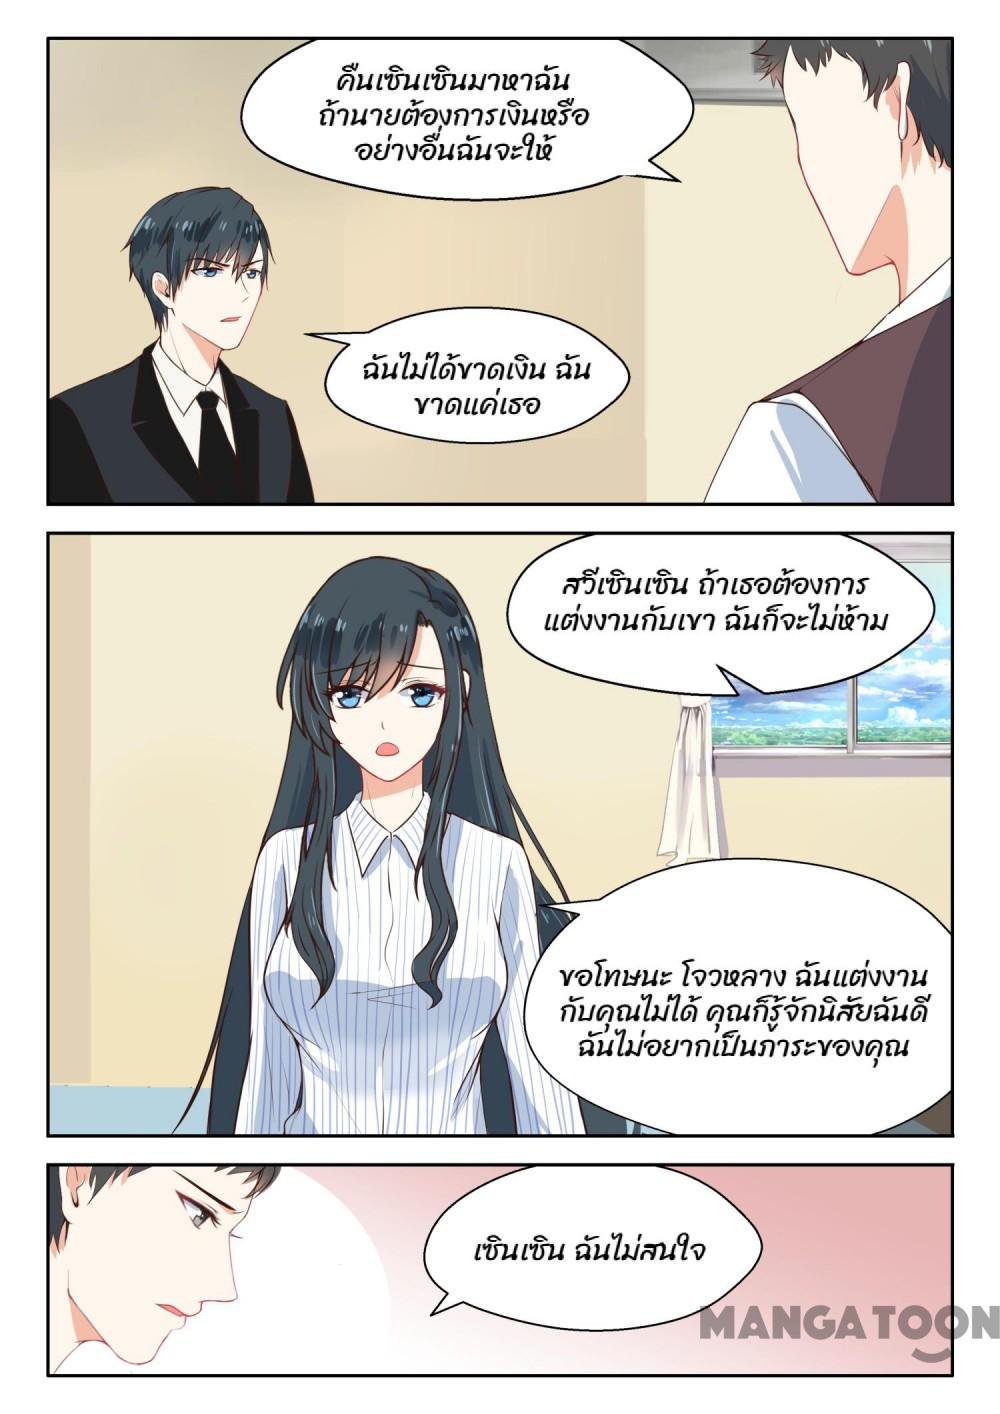 คืนเซินเซินมาหาฉัน
ถ้านายต้องการเงินหรือ
อย่างอื่นฉันจะให้
ฉันไม่ได้ขาดเงิน ฉัน
ขาดแค่เธอ
สวีเซินเซิน ถ้าเธอต้องการ
แต่งงานกับเขา ฉันก็จะไม่ห้าม
ขอโทษนะ โจวหลาง ฉันแต่งงาน
กับคุณไม่ได้ คุณก็รู้จักนิสัยฉันดี
ฉันไม่อยากเป็นภาระของคุณ
เซินเซิน ฉันไม่สนใจ
MANGATOON